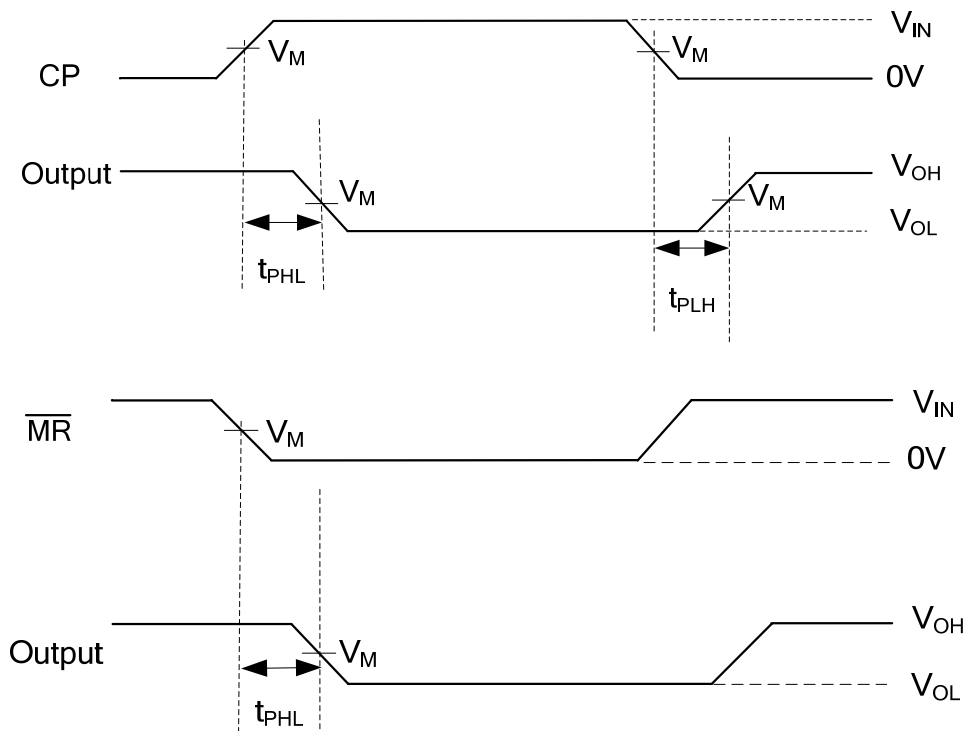 V_IN
V_M V_M
CP 0V
Output V_OH
V_M V_M
V_OL
t_PHL t_PLH
M̅R̅ V_IN
V_M
0V
Output V_OH
V_M
V_OL
t_PHL